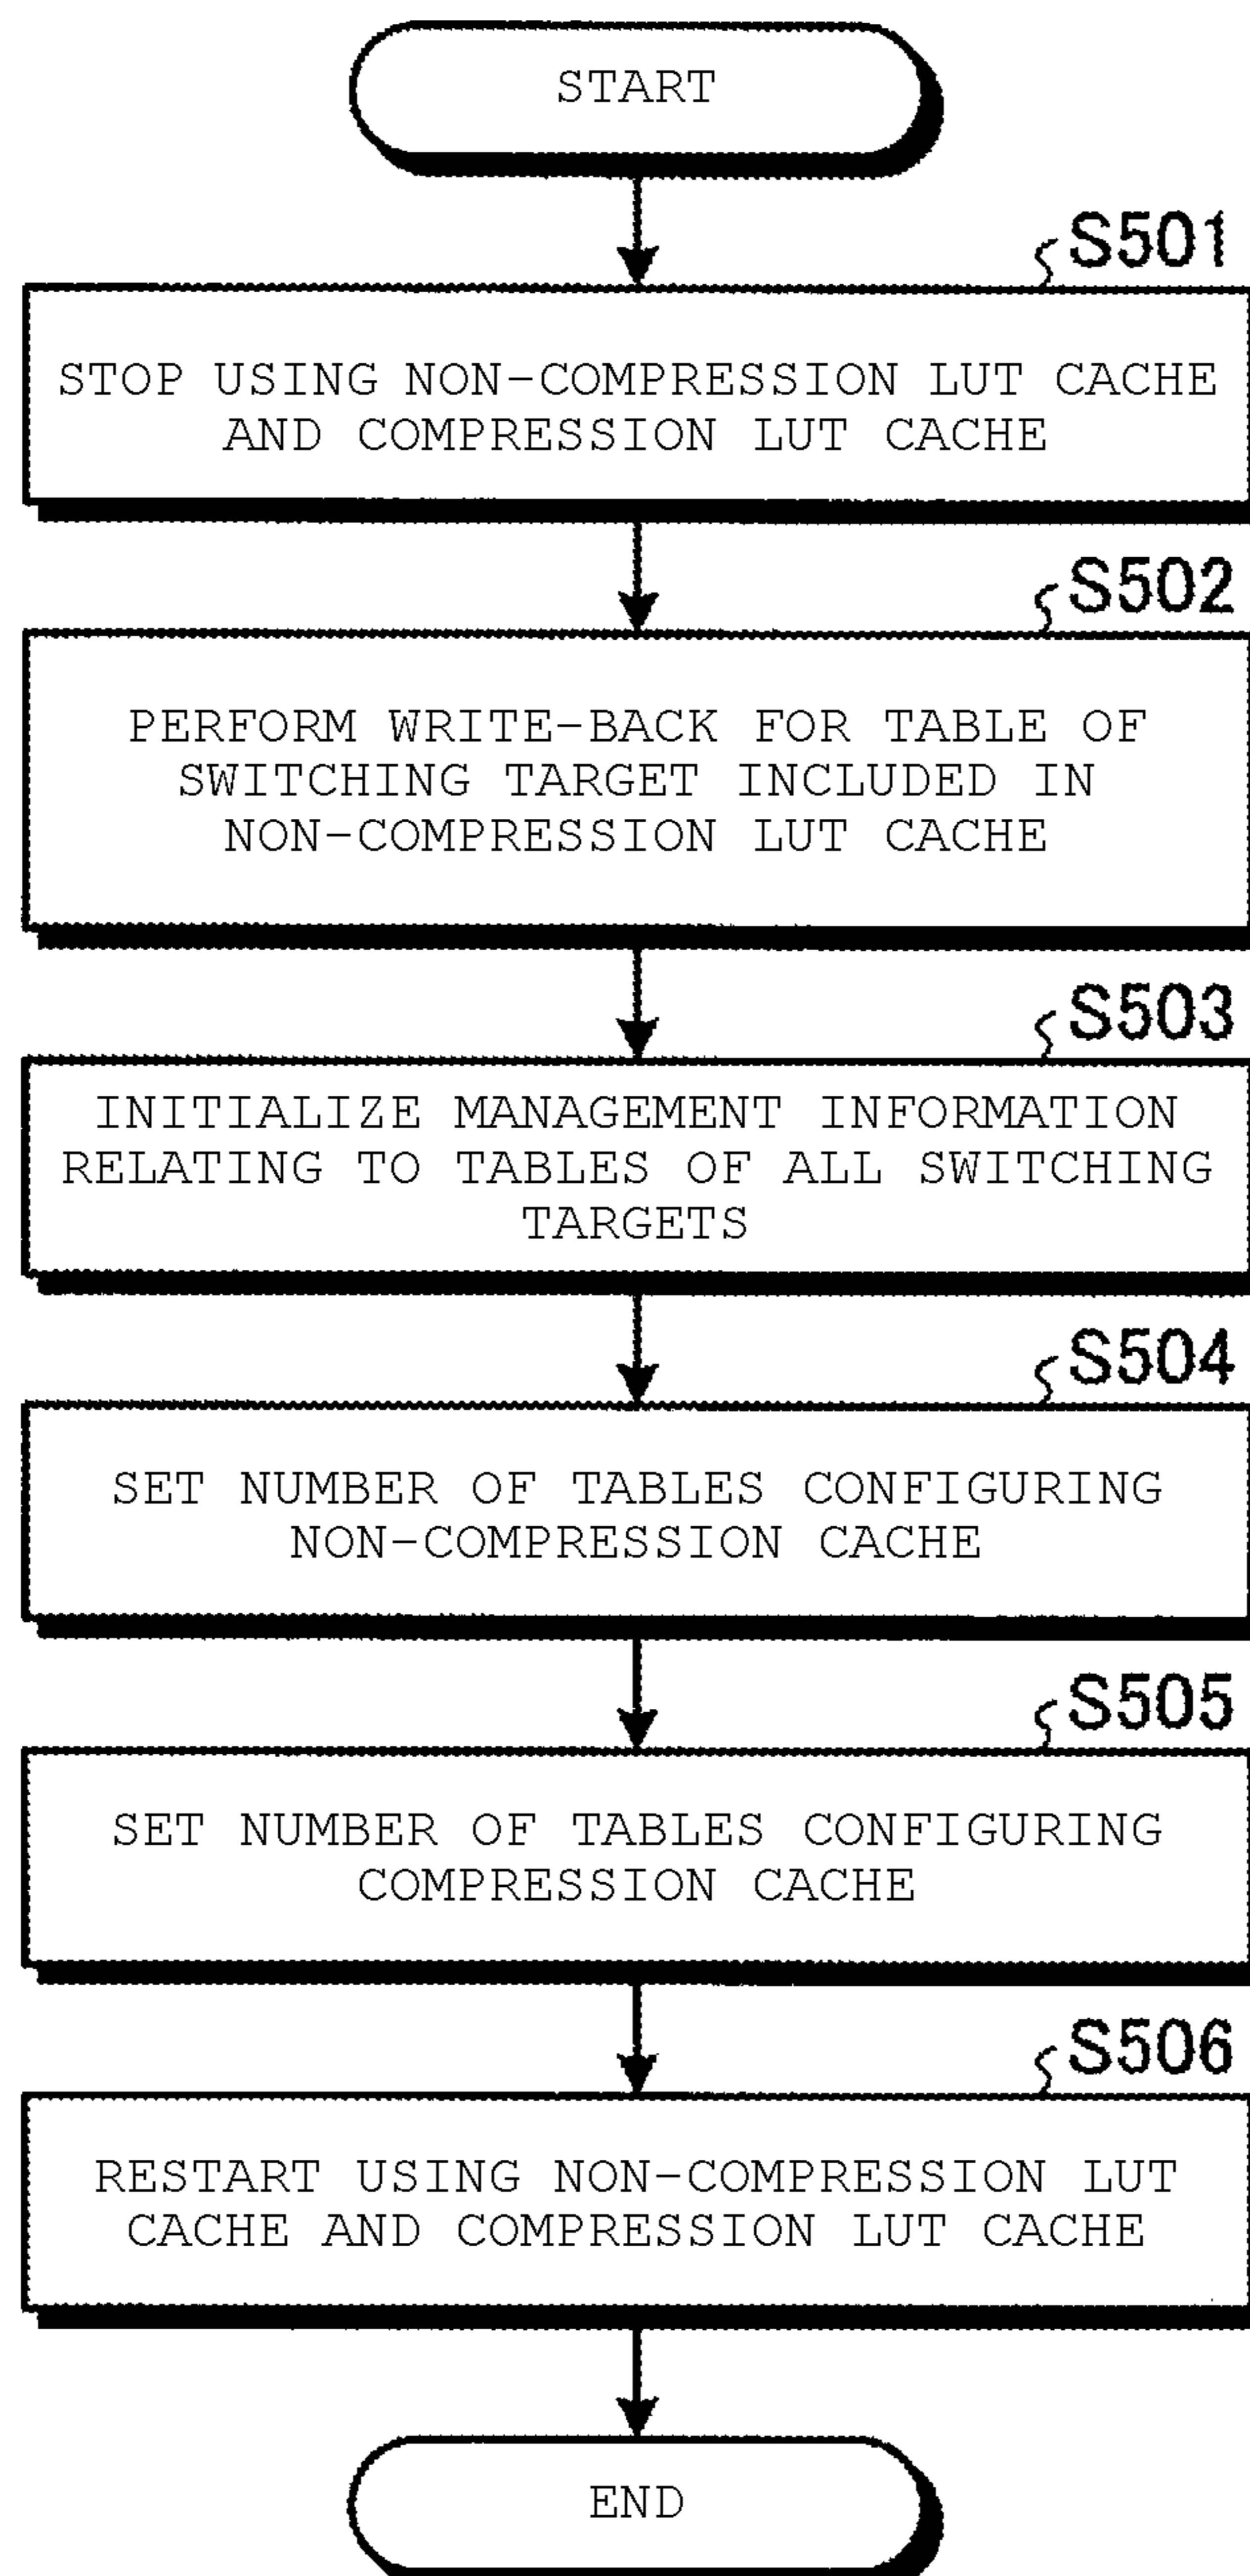 START
S501
STOP USING NON-COMPRESSION LUT CACHE
AND COMPRESSION LUT CACHE
S502
PERFORM WRITE-BACK FOR TABLE OF
SWITCHING TARGET INCLUDED IN
NON-COMPRESSION LUT CACHE
S503
INITIALIZE MANAGEMENT INFORMATION
RELATING TO TABLES OF ALL SWITCHING
TARGETS
S504
SET NUMBER OF TABLES CONFIGURING
NON-COMPRESSION CACHE
S505
SET NUMBER OF TABLES CONFIGURING
COMPRESSION CACHE
S506
RESTART USING NON-COMPRESSION LUT
CACHE AND COMPRESSION LUT CACHE
END